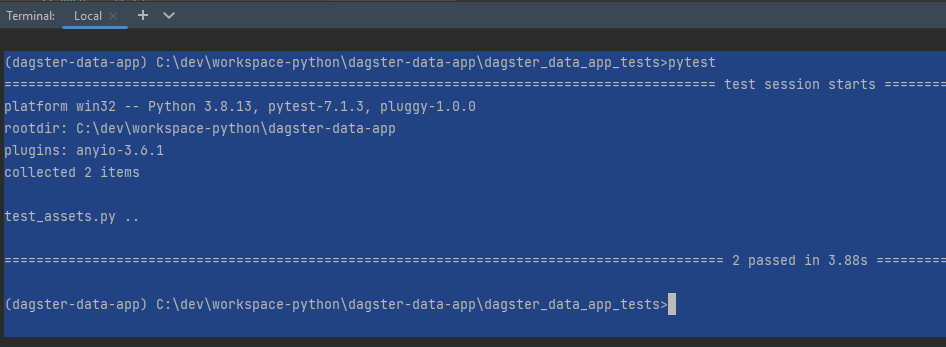 Terminal: Local × + ∨
(dagster-data-app) C:\dev\workspace-python\dagster-data-app\dagster_data_app_tests>pytest
========================================================================================= test session starts ========
platform win32 -- Python 3.8.13, pytest-7.1.3, pluggy-1.0.0
rootdir: C:\dev\workspace-python\dagster-data-app
plugins: anyio-3.6.1
collected 2 items
test_assets.py ..
========================================================================================== 2 passed in 3.88s =========
(dagster-data-app) C:\dev\workspace-python\dagster-data-app\dagster_data_app_tests>